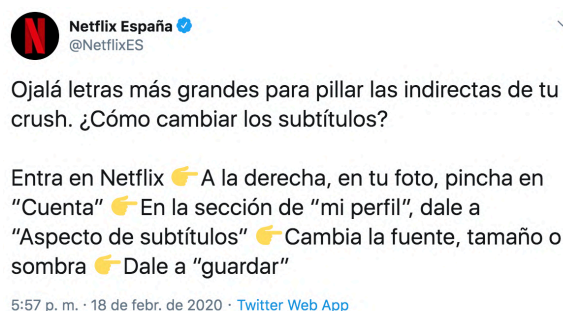 Netflix España
@NetflixES
Ojalá letras más grandes para pillar las indirectas de tu
crush. ¿Cómo cambiar los subtítulos?
Entra en Netflix 👉A la derecha, en tu foto, pincha en
“Cuenta” 👉En la sección de “mi perfil”, dale a
“Aspecto de subtítulos” 👉Cambia la fuente, tamaño o
sombra 👉Dale a “guardar”
5:57 p. m. · 18 de febr. de 2020 · Twitter Web App